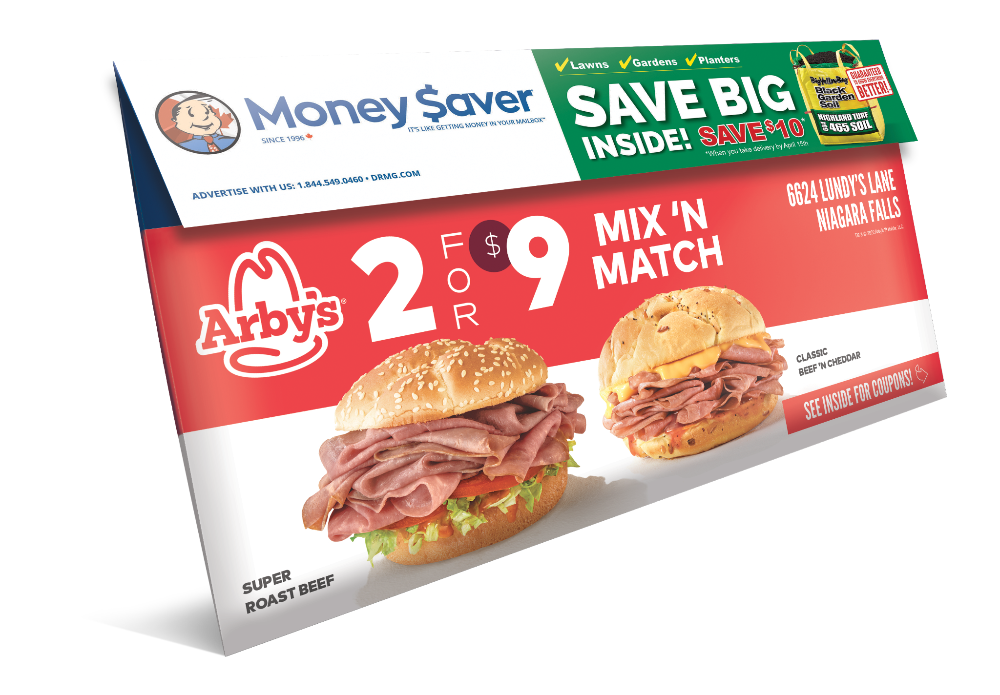 Money $aver®
SINCE 1996
IT'S LIKE GETTING MONEY IN YOUR MAILBOX™
ADVERTISE WITH US: 1.844.549.0460 • DRMG.COM
Lawns Gardens Planters
SAVE BIG
INSIDE! SAVE $10*
*When you take delivery by April 15th
BigYellowBag
Black
Garden
Soil
GUARANTEED
TO GROW EVERYTHING
BETTER!
HIGHLAND TURF
604 465 SOIL
Arby's®
2 FOR $9
MIX 'N
MATCH
6624 LUNDY'S LANE
NIAGARA FALLS
TM & © 2022 Arby's IP Holder, LLC.
CLASSIC
BEEF 'N CHEDDAR
SEE INSIDE FOR COUPONS!
SUPER
ROAST BEEF